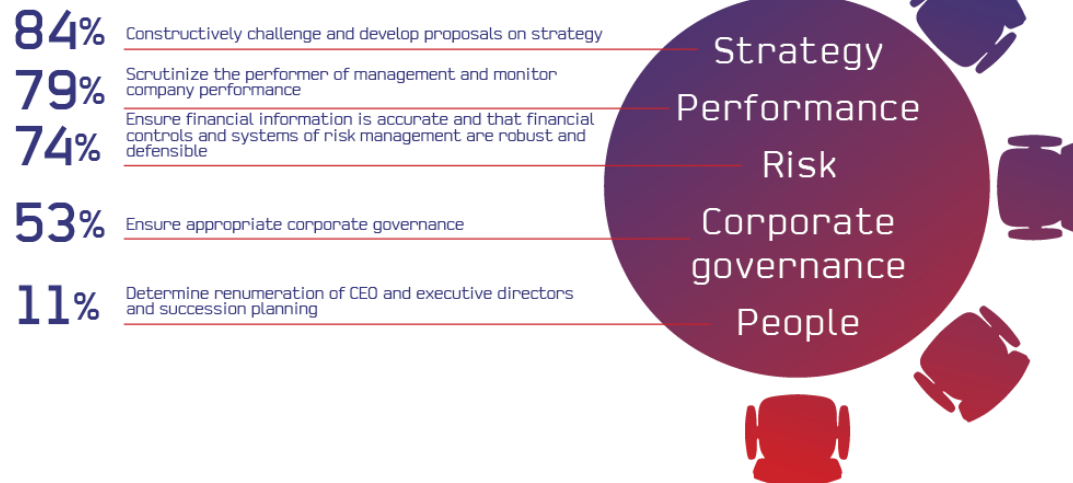 84%
Constructively challenge and develop proposals on strategy
Strategy
79%
Scrutinize the performer of management and monitor
company performance
Performance
74%
Ensure financial information is accurate and that financial
controls and systems of risk management are robust and
defensible
Risk
53%
Ensure appropriate corporate governance
Corporate
governance
11%
Determine renumeration of CEO and executive directors
and succession planning
People